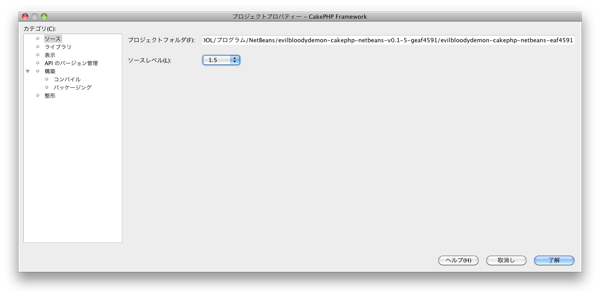 プロジェクトプロパティー – CakePHP Framework
カテゴリ(C):
ソース
ライブラリ
表示
API のバージョン管理
構築
コンパイル
パッケージング
整形
プロジェクトフォルダ(F): JOL/プログラム/NetBeans/evilbloodydemon-cakephp-netbeans-v0.1-5-geaf4591/evilbloodydemon-cakephp-netbeans-eaf4591
ソースレベル(L): 1.5
ヘルプ(H) 取消し 了解